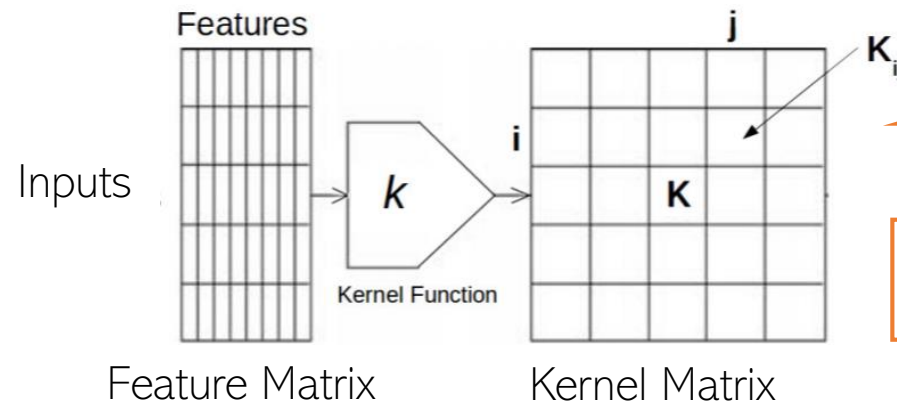 Features
j
K
i
i
Inputs
k
K
Kernel Function
Feature Matrix
Kernel Matrix